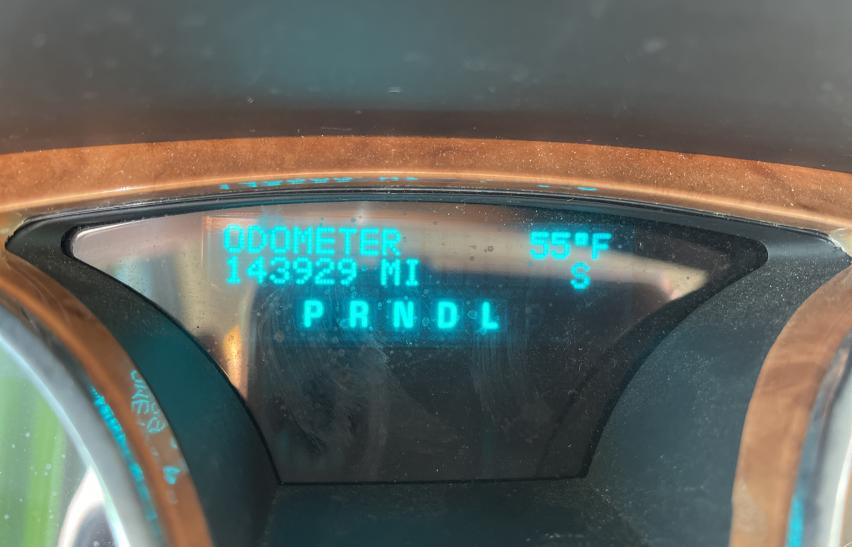 ODOMETER 55°F
143929 MI S
P R N D L